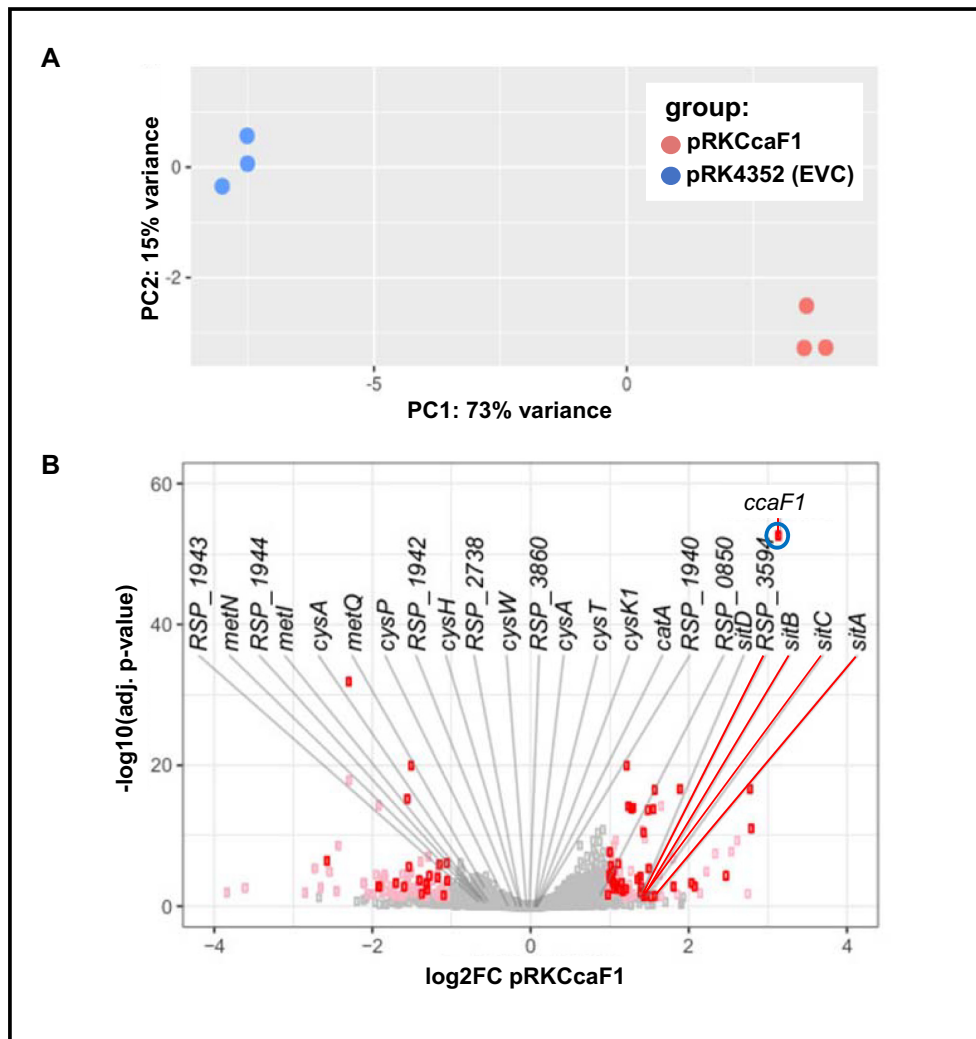 A
group:
pRKCcaF1
pRK4352 (EVC)
PC2: 15% variance
0
-2
-5
0
PC1: 73% variance
B
-log10(adj. p-value)
60
40
20
0
ccaF1
RSP_1943
metN
RSP_1944
metI
cysA
metQ
cysP
RSP_1942
cysH
RSP_2738
cysW
RSP_3860
cysA
cysT
cysK1
catA
RSP_1940
RSP_0850
sitD
RSP_3594
sitB
sitC
sitA
−4
−2
0
2
4
log2FC pRKCcaF1